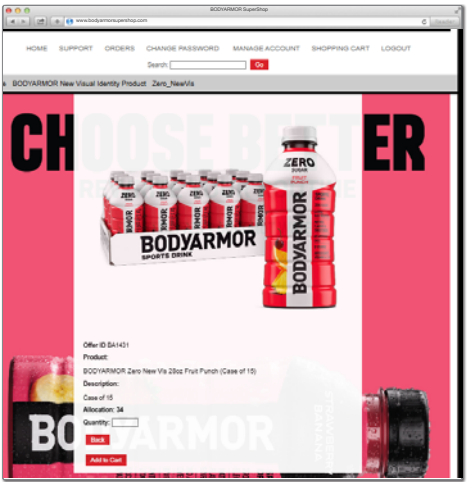 BODYARMOR SuperShop
www.bodyarmorsupershop.com
HOME SUPPORT ORDERS CHANGE PASSWORD MANAGE ACCOUNT SHOPPING CART LOGOUT
Search: Go
BODYARMOR New Visual Identity Product Zero_NewVis
CHOOSE BETTER
ZERO
SUGAR
FRUIT
PUNCH
BODYARMOR
BODYARMOR
SPORTS DRINK
Offer ID BA1431
Product:
BODYARMOR Zero New Vis 28oz Fruit Punch (Case of 15)
Description:
Case of 15
Allocation: 34
Quantity:
Back
Add to Cart
BODYARMOR
STRAWBERRY
BANANA